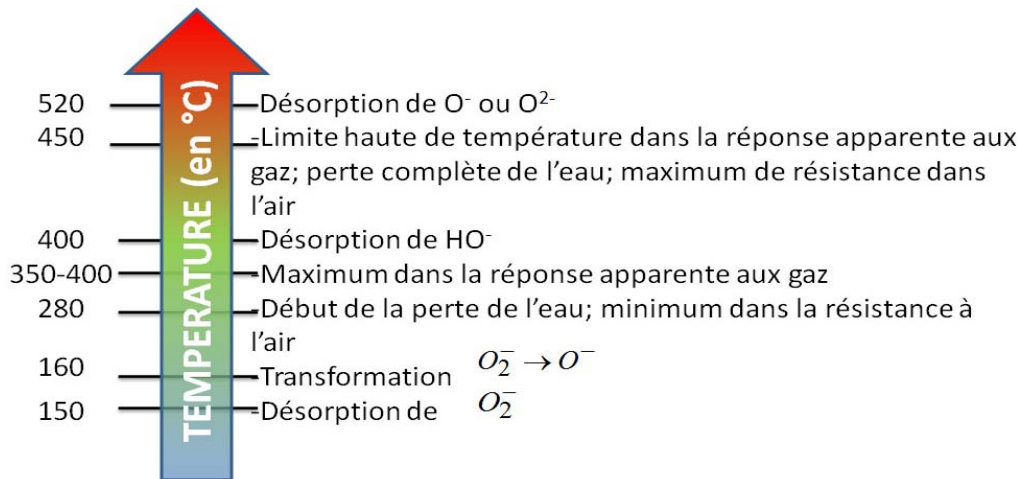 TEMPERATURE (en °C)
520 -Désorption de O⁻ ou O²⁻
450 -Limite haute de température dans la réponse apparente aux
gaz; perte complète de l'eau; maximum de résistance dans
l'air
400 -Désorption de HO⁻
350-400 -Maximum dans la réponse apparente aux gaz
280 -Début de la perte de l'eau; minimum dans la résistance à
l'air
160 -Transformation O₂⁻ → O⁻
150 -Désorption de O₂⁻